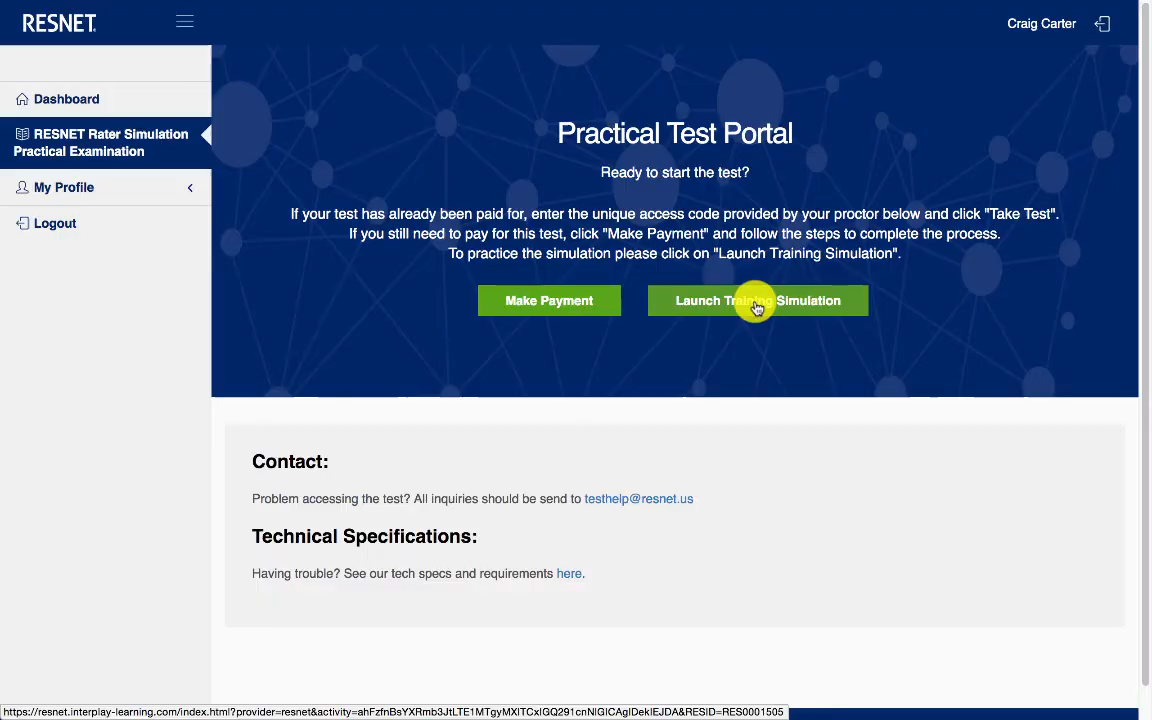 RESNET
Craig Carter
Dashboard
RESNET Rater Simulation
Practical Examination
My Profile
Logout
Practical Test Portal
Ready to start the test?
If your test has already been paid for, enter the unique access code provided by your proctor below and click "Take Test".
If you still need to pay for this test, click "Make Payment" and follow the steps to complete the process.
To practice the simulation please click on "Launch Training Simulation".
Make Payment
Launch Training Simulation
Contact:
Problem accessing the test? All inquiries should be send to testhelp@resnet.us
Technical Specifications:
Having trouble? See our tech specs and requirements here.